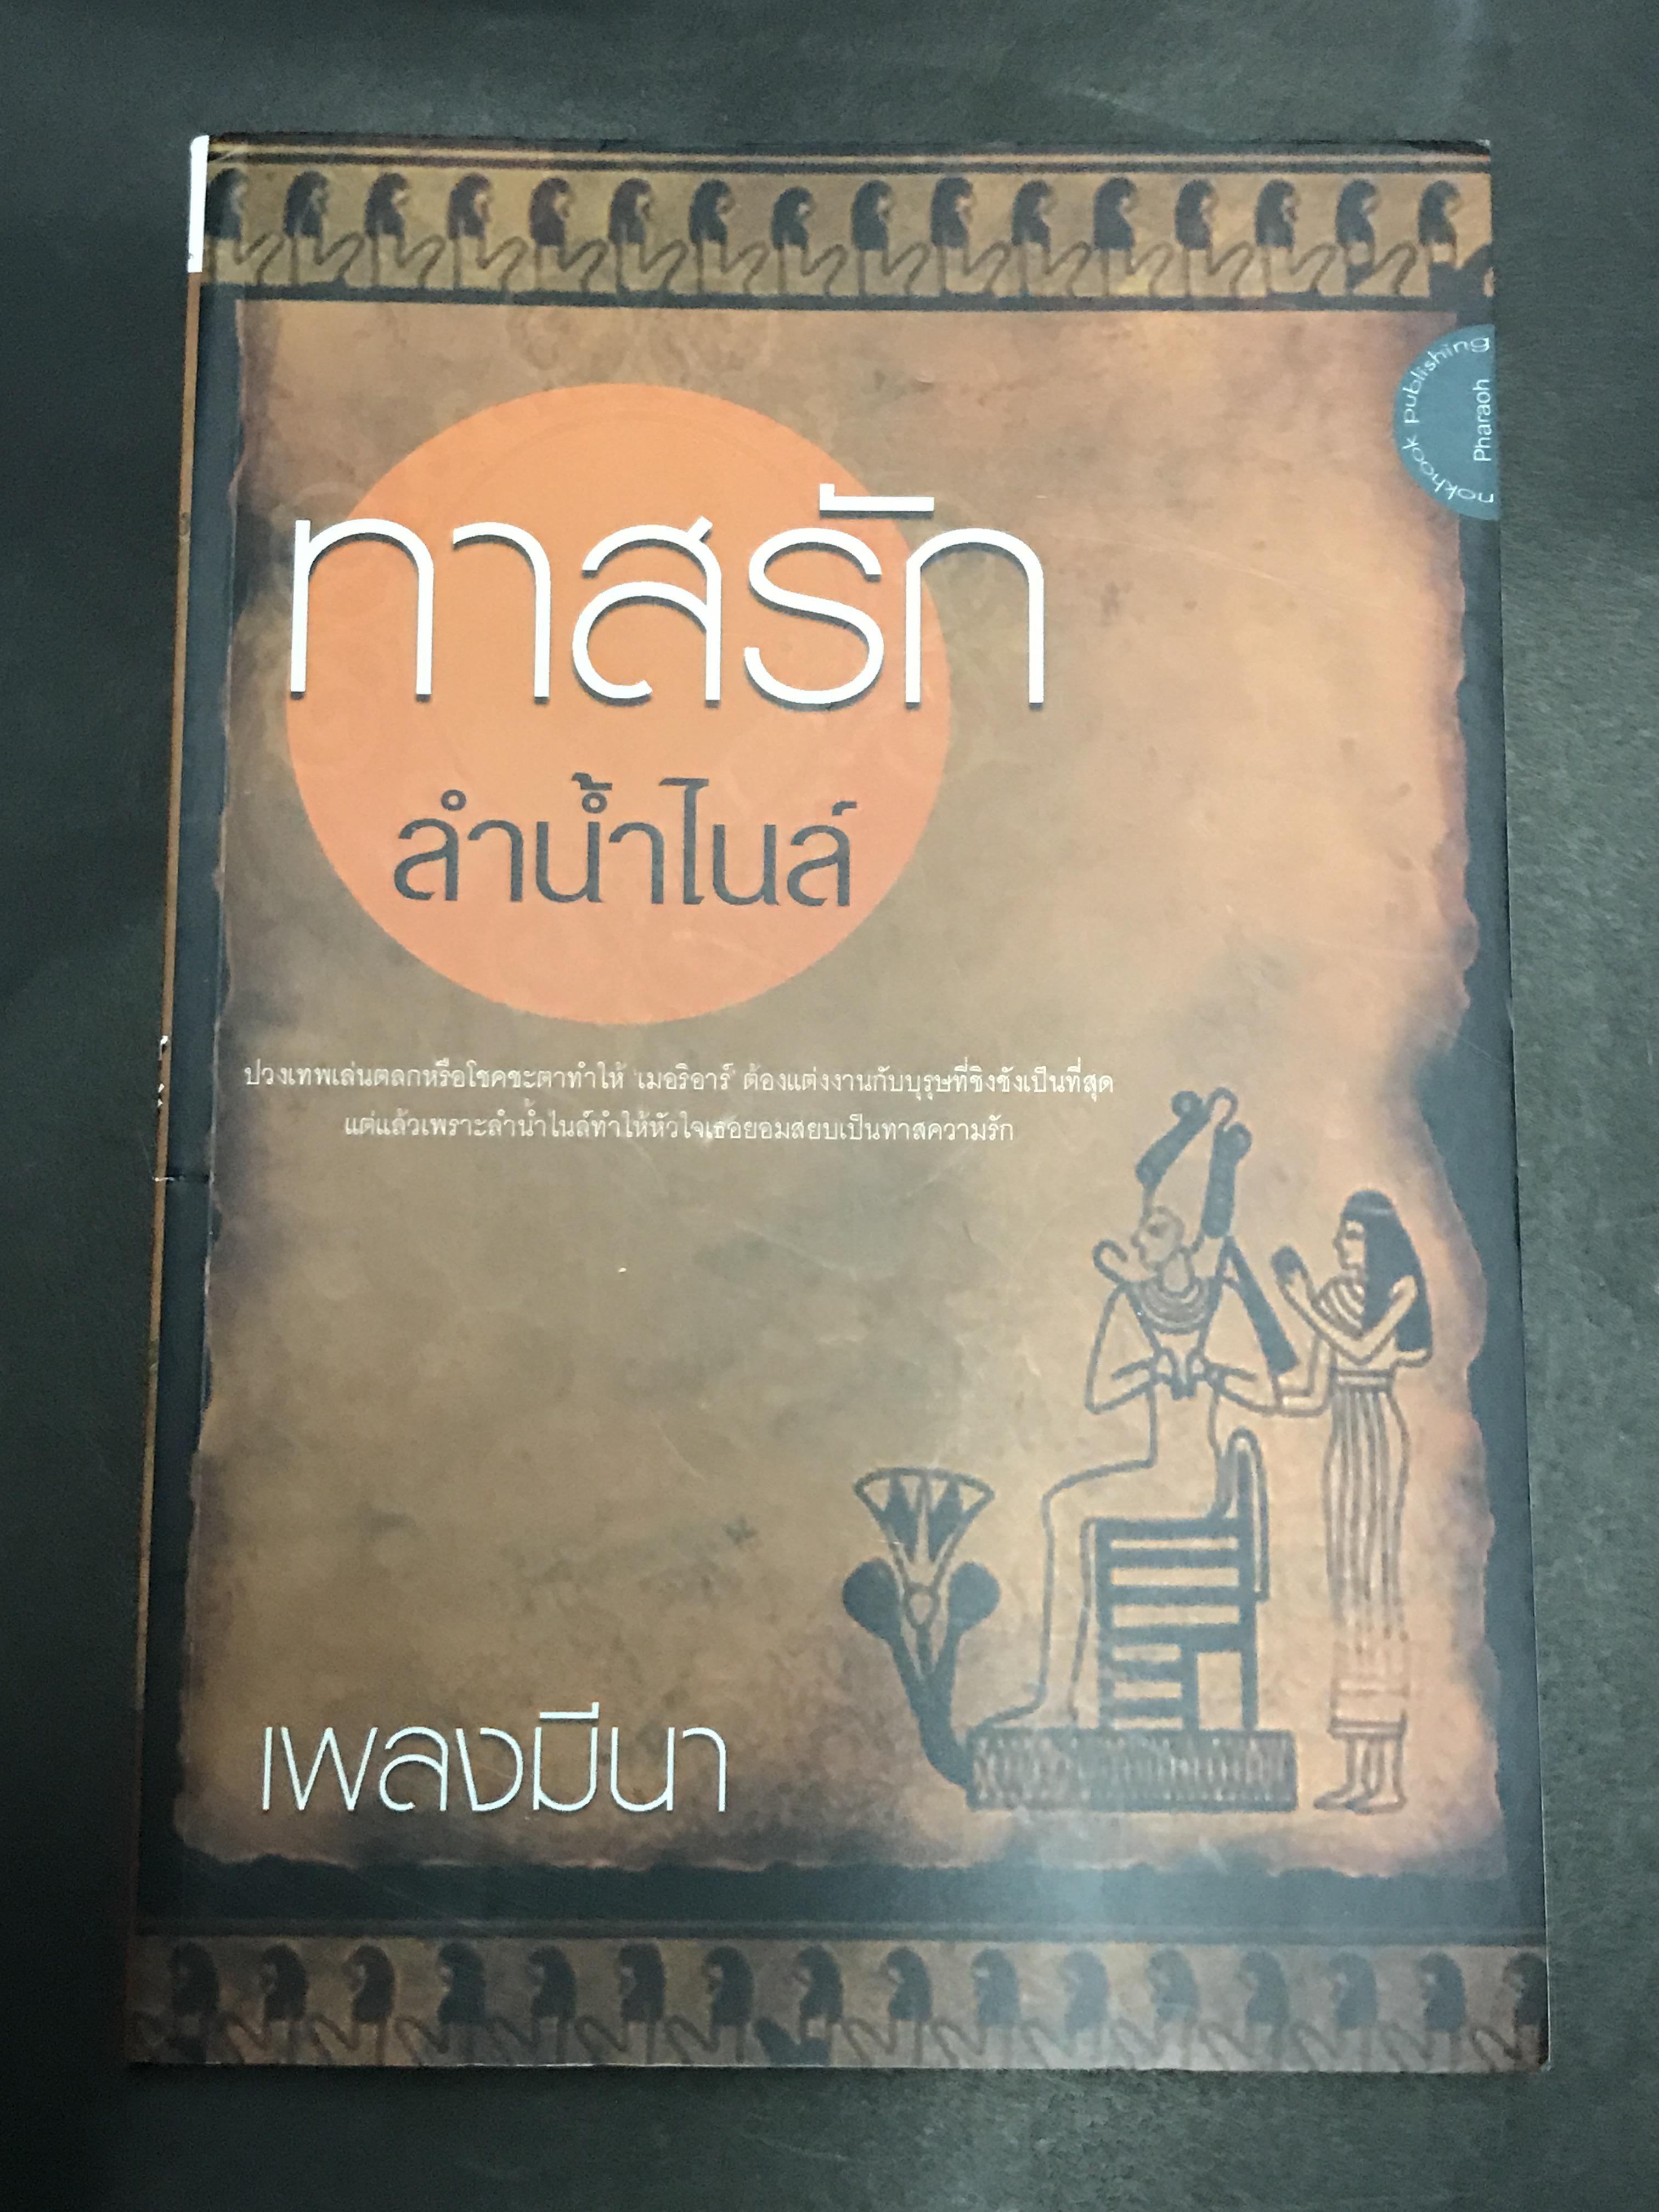 nokhook publishing
Pharaoh
ทาสรัก
ลำน้ำไนล์
ปวงเทพเล่นตลกหรือโชคชะตาทำให้ 'เมอริอาร์' ต้องแต่งงานกับบุรุษที่ชิงชังเป็นที่สุด
แต่แล้วเพราะลำน้ำไนล์ทำให้หัวใจเธอยอมสยบเป็นทาสความรัก
เพลงมีนา